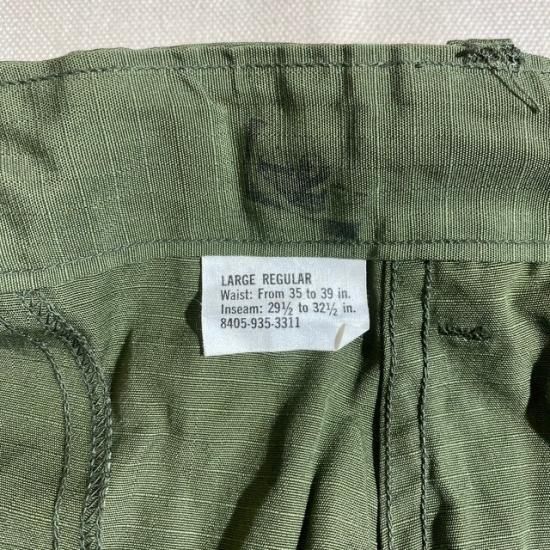 LARGE REGULAR
Waist: From 35 to 39 in.
Inseam: 29½ to 32½ in.
8405-935-3311